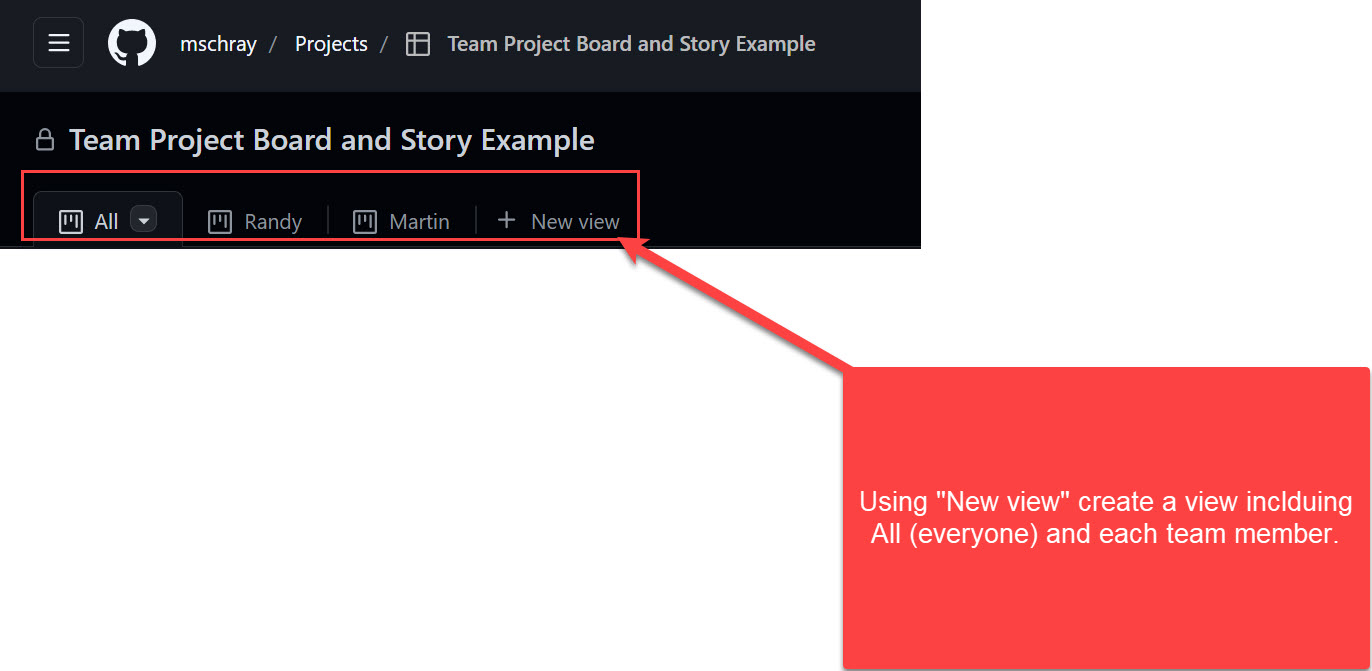 mschray / Projects / Team Project Board and Story Example
Team Project Board and Story Example
All Randy Martin + New view
Using "New view" create a view inclduing
All (everyone) and each team member.